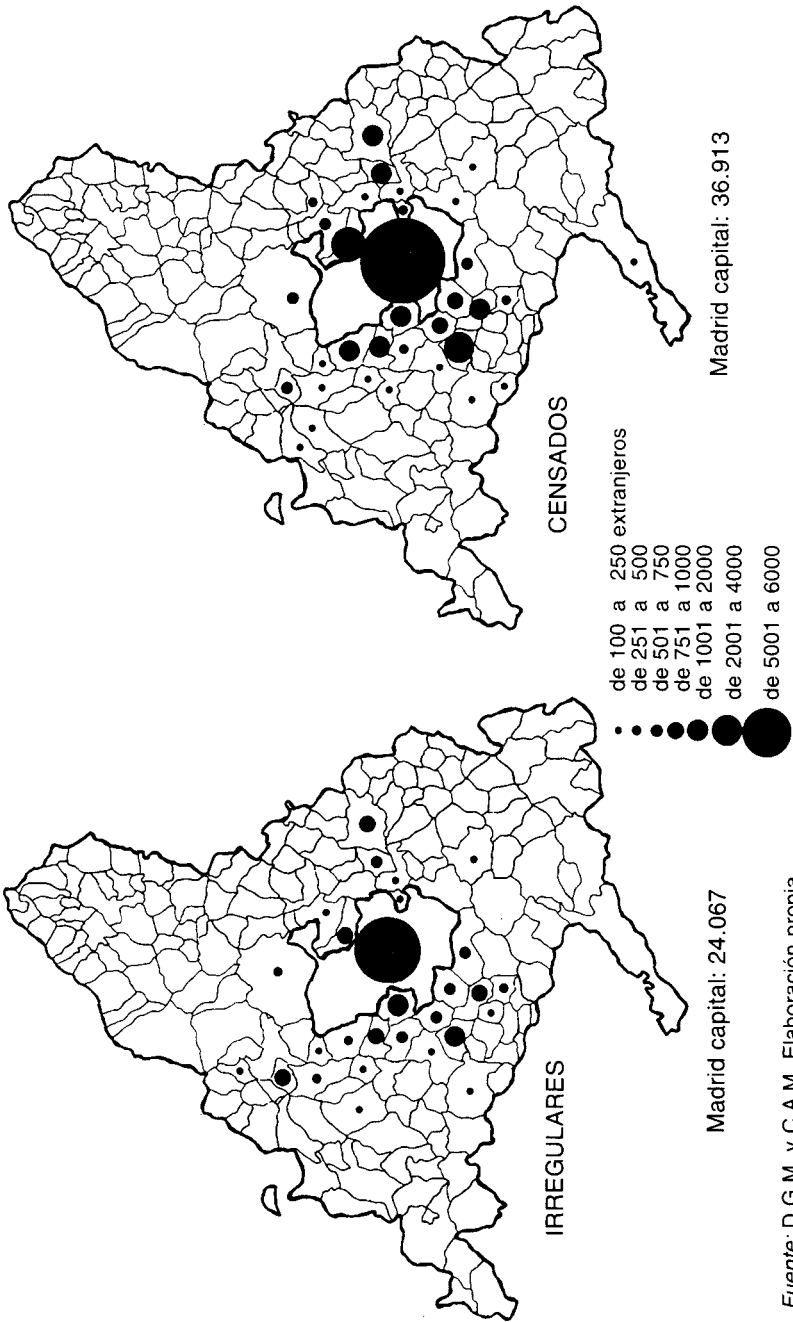 IRREGULARES
Madrid capital: 24.067
CENSADOS
Madrid capital: 36.913
de 100 a 250 extranjeros
de 251 a 500
de 501 a 750
de 751 a 1000
de 1001 a 2000
de 2001 a 4000
de 5001 a 6000
Fuente: D.G.M. y C.A.M. Elaboración propia